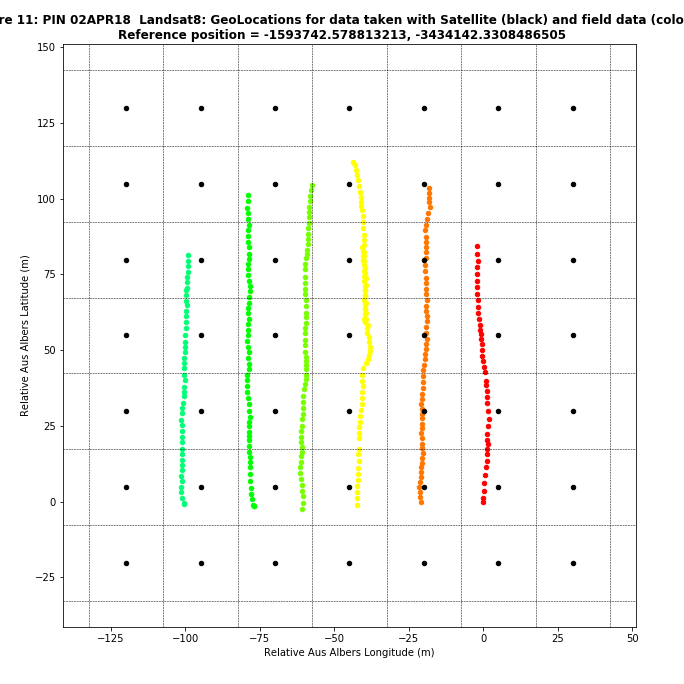 re 11: PIN 02APR18  Landsat8: GeoLocations for data taken with Satellite (black) and field data (colo
Reference position = -1593742.578813213, -3434142.3308486505
150
125
100
75
50
25
0
−25
Relative Aus Albers Latitude (m)
−125 −100 −75 −50 −25 0 25 50
Relative Aus Albers Longitude (m)